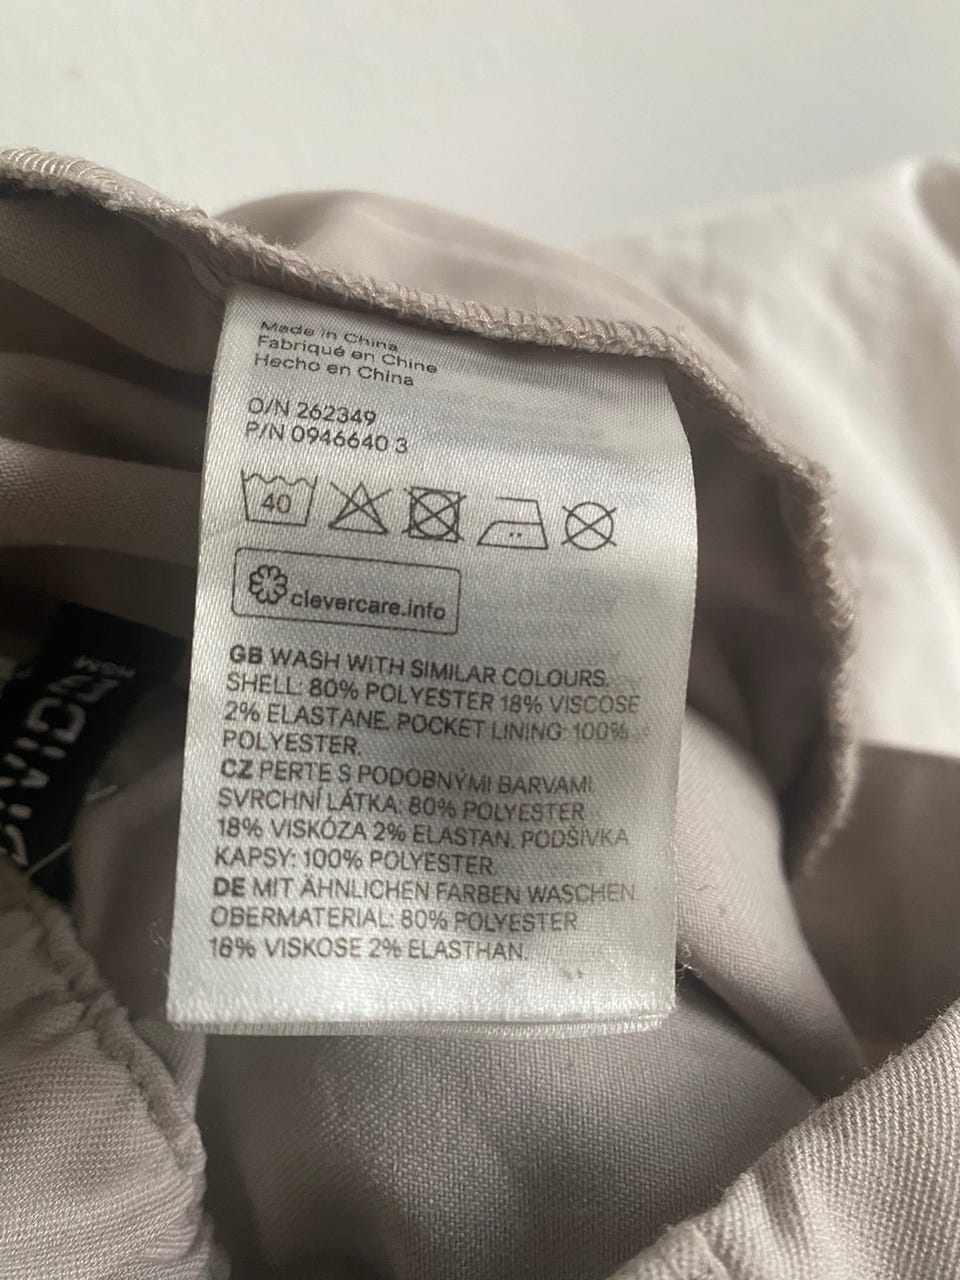 Made in China
Fabriqué en Chine
Hecho en China
O/N 262349
P/N 0946640 3
40
clevercare.info
GB WASH WITH SIMILAR COLOURS.
SHELL: 80% POLYESTER 18% VISCOSE
2% ELASTANE. POCKET LINING: 100%
POLYESTER.
CZ PERTE S PODOBNÝMI BARVAMI.
SVRCHNÍ LÁTKA: 80% POLYESTER
18% VISKÓZA 2% ELASTAN. PODŠÍVKA
KAPSY: 100% POLYESTER.
DE MIT ÄHNLICHEN FARBEN WASCHEN.
OBERMATERIAL: 80% POLYESTER
18% VISKOSE 2% ELASTHAN.